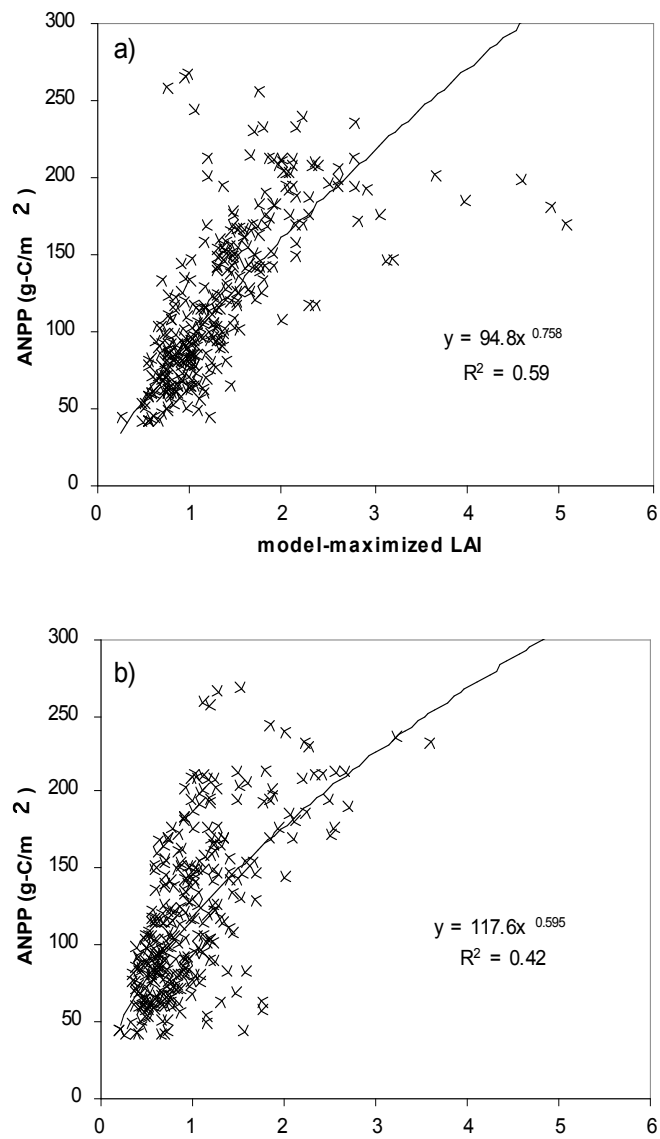 a)
300
250
200
150
100
50
0
ANPP (g-C/m 2)
y = 94.8x 0.758
R2 = 0.59
0 1 2 3 4 5 6
model-maximized LAI
b)
300
250
200
150
100
50
0
ANPP (g-C/m 2)
y = 117.6x 0.595
R2 = 0.42
0 1 2 3 4 5 6